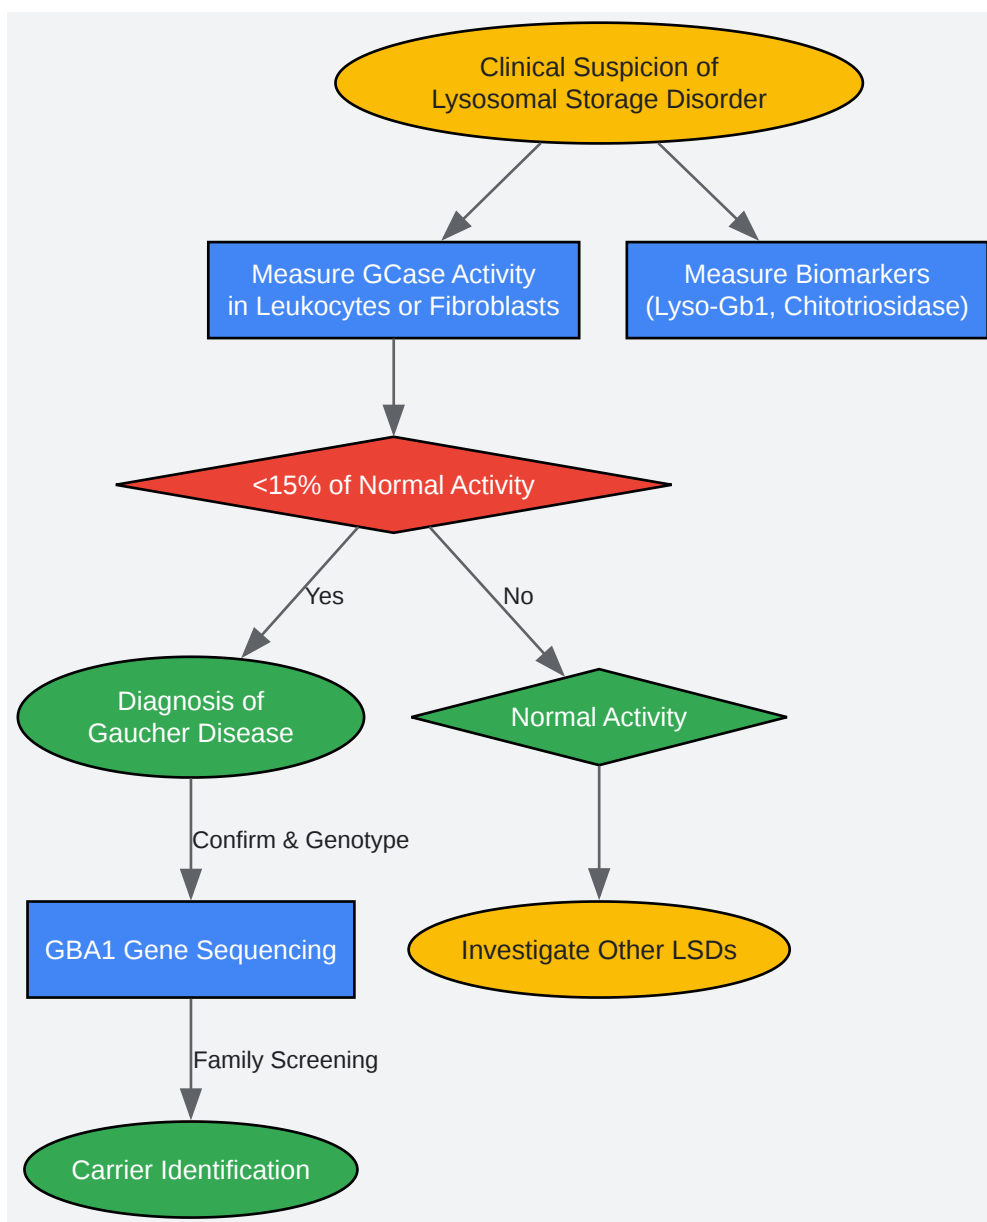 Clinical Suspicion of
Lysosomal Storage Disorder
Measure GCase Activity
in Leukocytes or Fibroblasts
Measure Biomarkers
(Lyso-Gb1, Chitotriosidase)
<15% of Normal Activity
Yes
No
Diagnosis of
Gaucher Disease
Normal Activity
Confirm & Genotype
GBA1 Gene Sequencing
Investigate Other LSDs
Family Screening
Carrier Identification